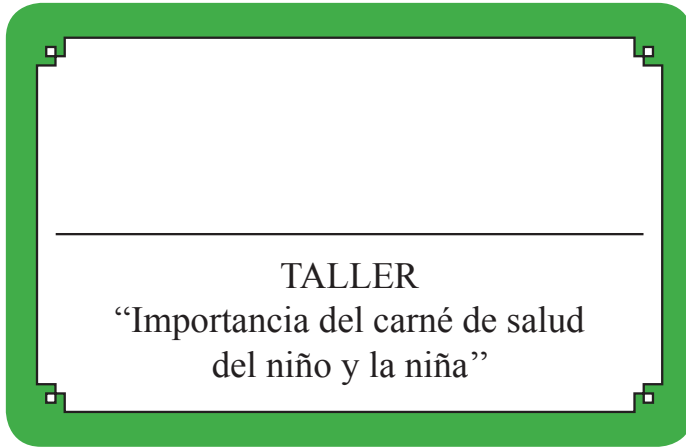 TALLER
“Importancia del carné de salud
del niño y la niña”